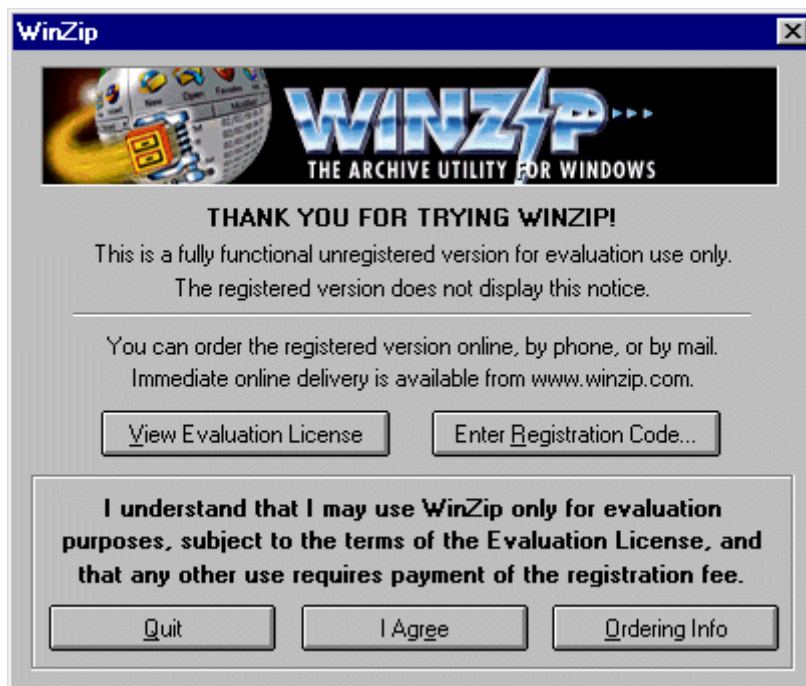 WinZip
New Open Favorites
Modified
WINZIP
THE ARCHIVE UTILITY FOR WINDOWS
THANK YOU FOR TRYING WINZIP!
This is a fully functional unregistered version for evaluation use only.
The registered version does not display this notice.
You can order the registered version online, by phone, or by mail.
Immediate online delivery is available from www.winzip.com.
View Evaluation License Enter Registration Code...
I understand that I may use WinZip only for evaluation
purposes, subject to the terms of the Evaluation License, and
that any other use requires payment of the registration fee.
Quit I Agree Ordering Info